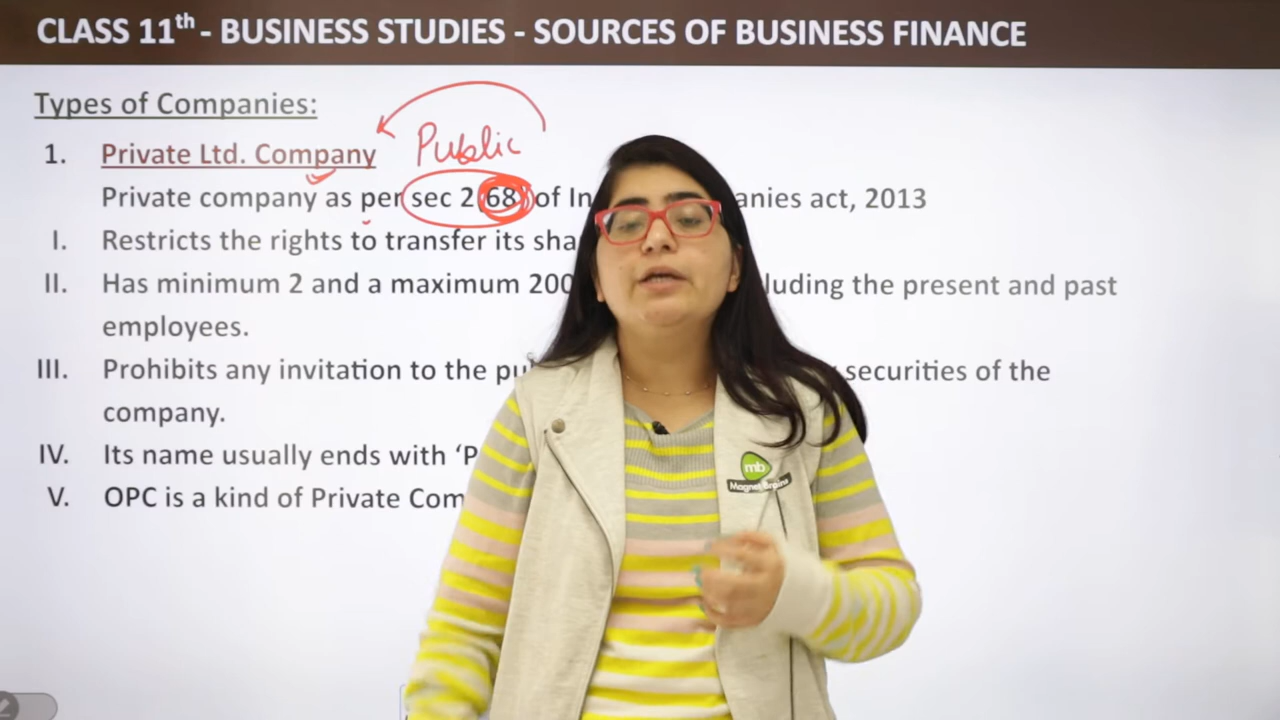 CLASS 11th - BUSINESS STUDIES - SOURCES OF BUSINESS FINANCE
Types of Companies:
1. Private Ltd. Company Public
Private company as per sec 2 (68) of In anies act, 2013
I. Restricts the rights to transfer its sha
II. Has minimum 2 and a maximum 200 luding the present and past
employees.
III. Prohibits any invitation to the pu securities of the
company.
IV. Its name usually ends with ‘P
V. OPC is a kind of Private Com
mb
Magnet Brains